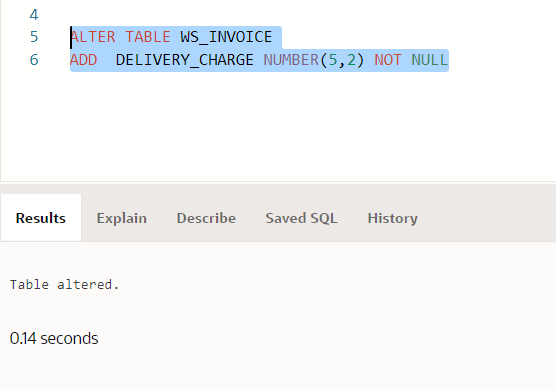 4
5 ALTER TABLE WS_INVOICE
6 ADD  DELIVERY_CHARGE NUMBER(5,2) NOT NULL
Results Explain Describe Saved SQL History
Table altered.
0.14 seconds